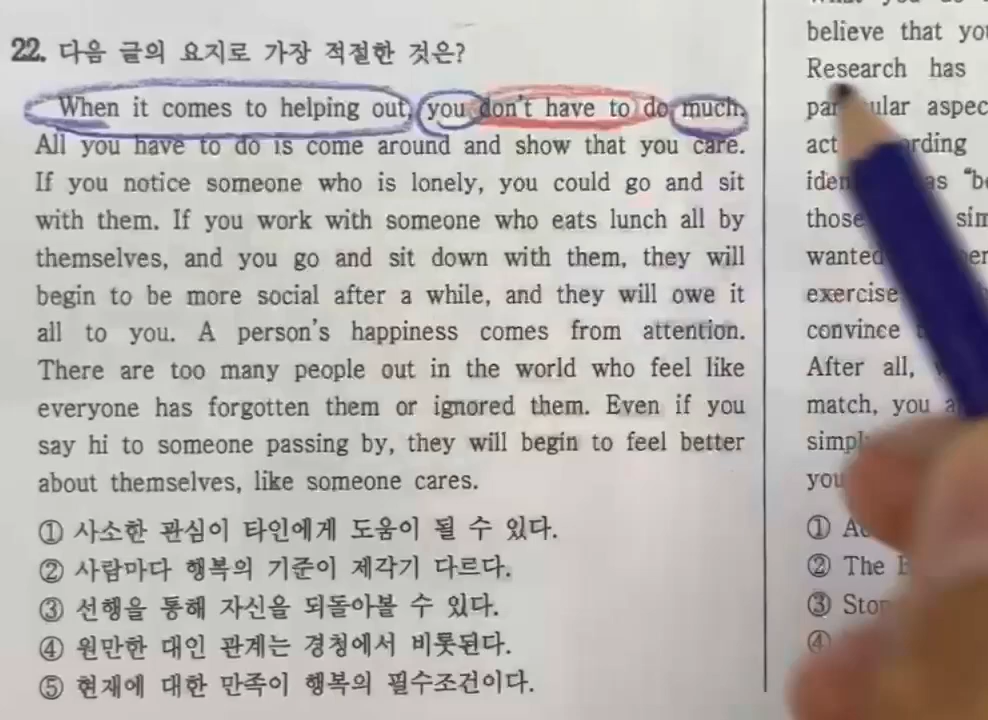 22. 다음 글의 요지로 가장 적절한 것은?
When it comes to helping out, you don't have to do much.
All you have to do is come around and show that you care.
If you notice someone who is lonely, you could go and sit
with them. If you work with someone who eats lunch all by
themselves, and you go and sit down with them, they will
begin to be more social after a while, and they will owe it
all to you. A person's happiness comes from attention.
There are too many people out in the world who feel like
everyone has forgotten them or ignored them. Even if you
say hi to someone passing by, they will begin to feel better
about themselves, like someone cares.
① 사소한 관심이 타인에게 도움이 될 수 있다.
② 사람마다 행복의 기준이 제각기 다르다.
③ 선행을 통해 자신을 되돌아볼 수 있다.
④ 원만한 대인 관계는 경청에서 비롯된다.
⑤ 현재에 대한 만족이 행복의 필수조건이다.
believe that
Research has
those
wanted
exercise
convince
After all,
match, you
①
② The
③
④